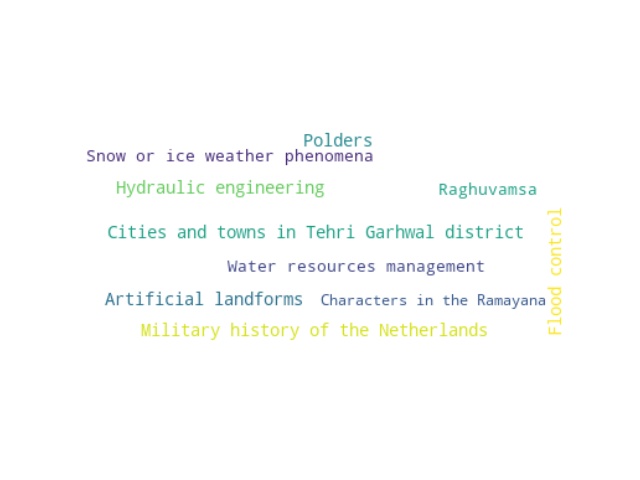 Polders
Snow or ice weather phenomena
Hydraulic engineering
Raghuvamsa
Cities and towns in Tehri Garhwal district
Flood control
Water resources management
Artificial landforms
Characters in the Ramayana
Military history of the Netherlands